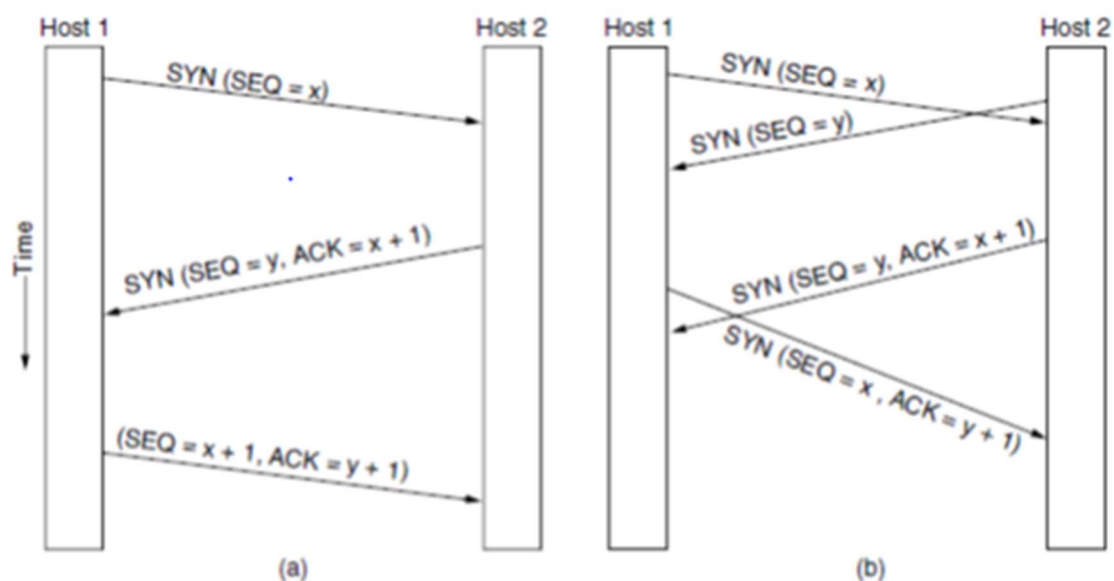 Host 1
Host 2
SYN (SEQ = x)
SYN (SEQ = y, ACK = x + 1)
(SEQ = x + 1, ACK = y + 1)
Time
(a)
Host 1
Host 2
SYN (SEQ = x)
SYN (SEQ = y)
SYN (SEQ = y, ACK = x + 1)
SYN (SEQ = x , ACK = y + 1)
(b)